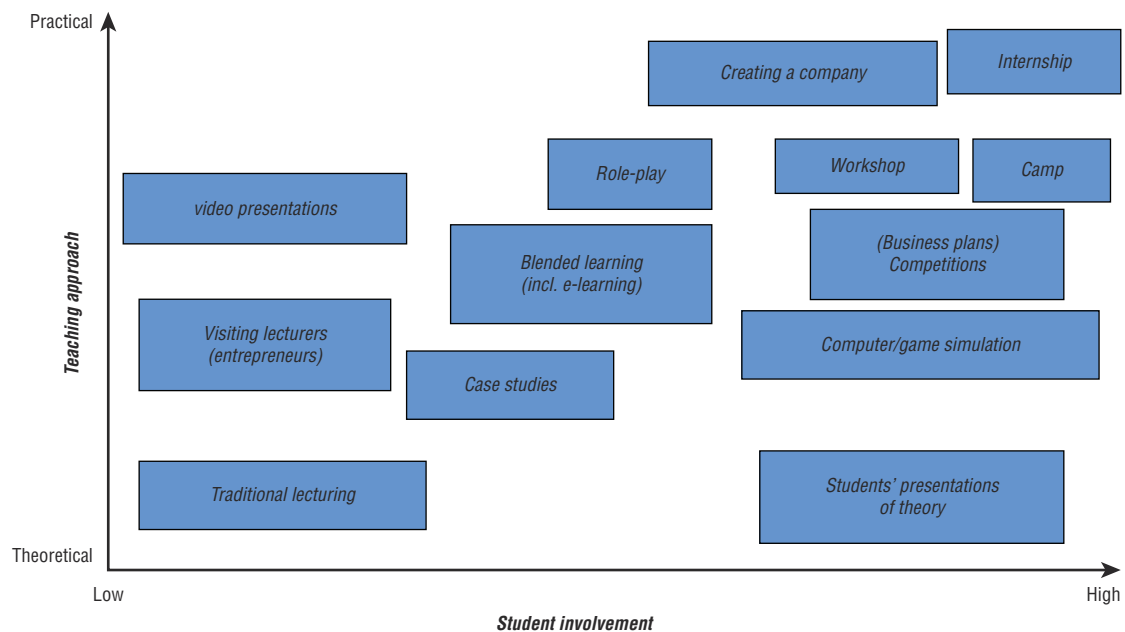 Practical
Creating a company
Internship
Role-play
Workshop
Camp
video presentations
Blended learning
(incl. e-learning)
(Business plans)
Competitions
Teaching approach
Visiting lecturers
(entrepreneurs)
Computer/game simulation
Case studies
Traditional lecturing
Students’ presentations
of theory
Theoretical
Low
High
Student involvement